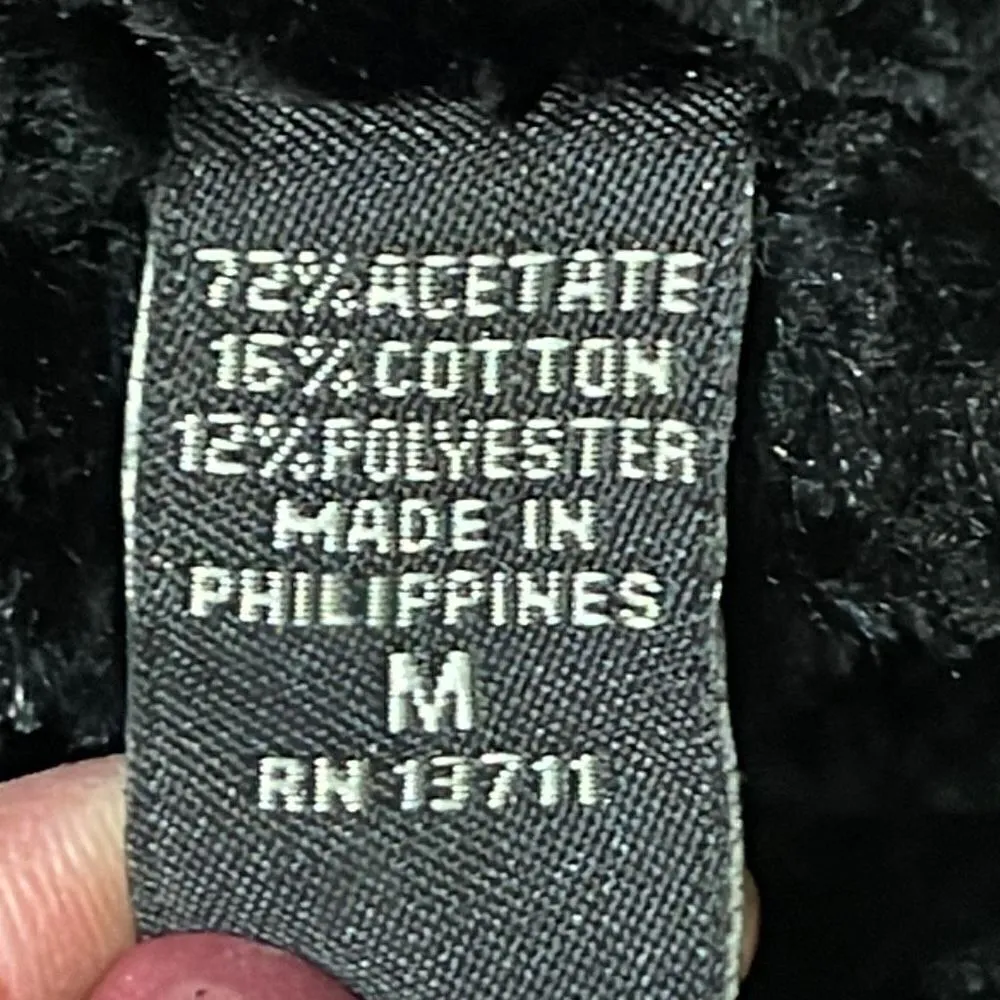 72% ACETATE
16% COTTON
12% POLYESTER
MADE IN
PHILIPPINES
M
RN 13711